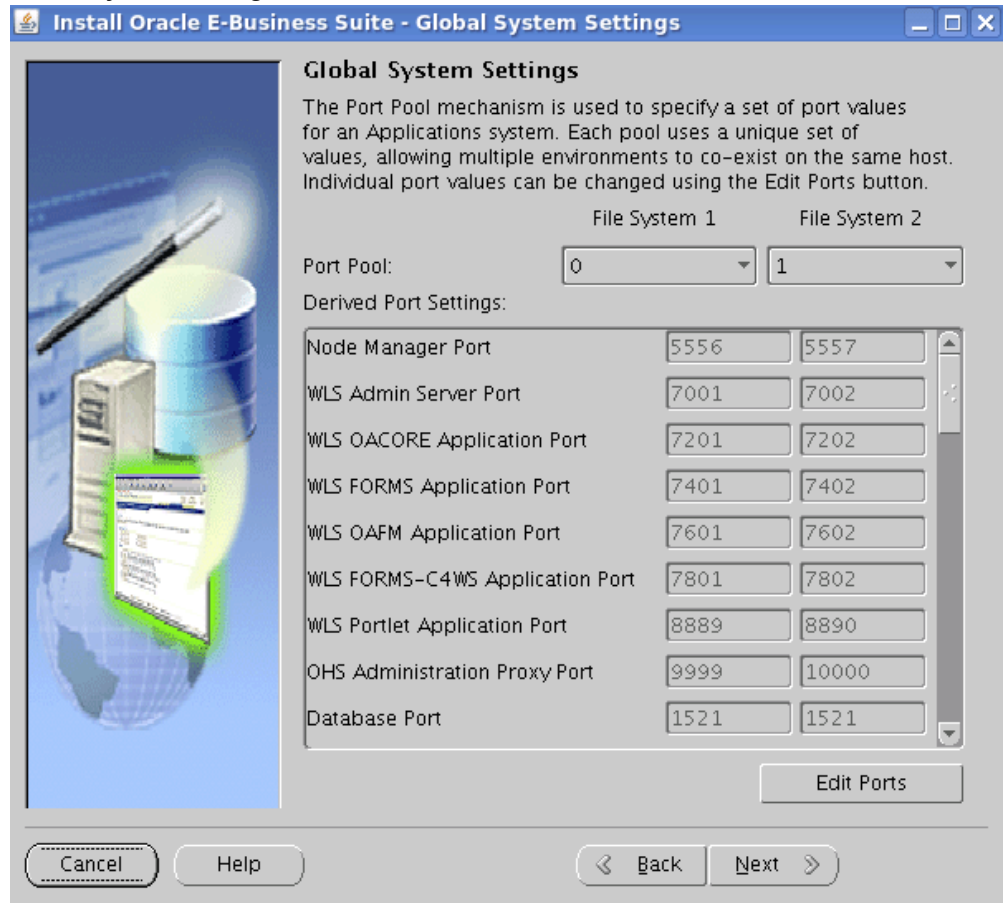 Install Oracle E-Business Suite - Global System Settings
Global System Settings
The Port Pool mechanism is used to specify a set of port values
for an Applications system. Each pool uses a unique set of
values, allowing multiple environments to co-exist on the same host.
Individual port values can be changed using the Edit Ports button.
File System 1 File System 2
Port Pool: 0 1
Derived Port Settings:
Node Manager Port 5556 5557
WLS Admin Server Port 7001 7002
WLS OACORE Application Port 7201 7202
WLS FORMS Application Port 7401 7402
WLS OAFM Application Port 7601 7602
WLS FORMS-C4WS Application Port 7801 7802
WLS Portlet Application Port 8889 8890
OHS Administration Proxy Port 9999 10000
Database Port 1521 1521
Edit Ports
Cancel Help Back Next